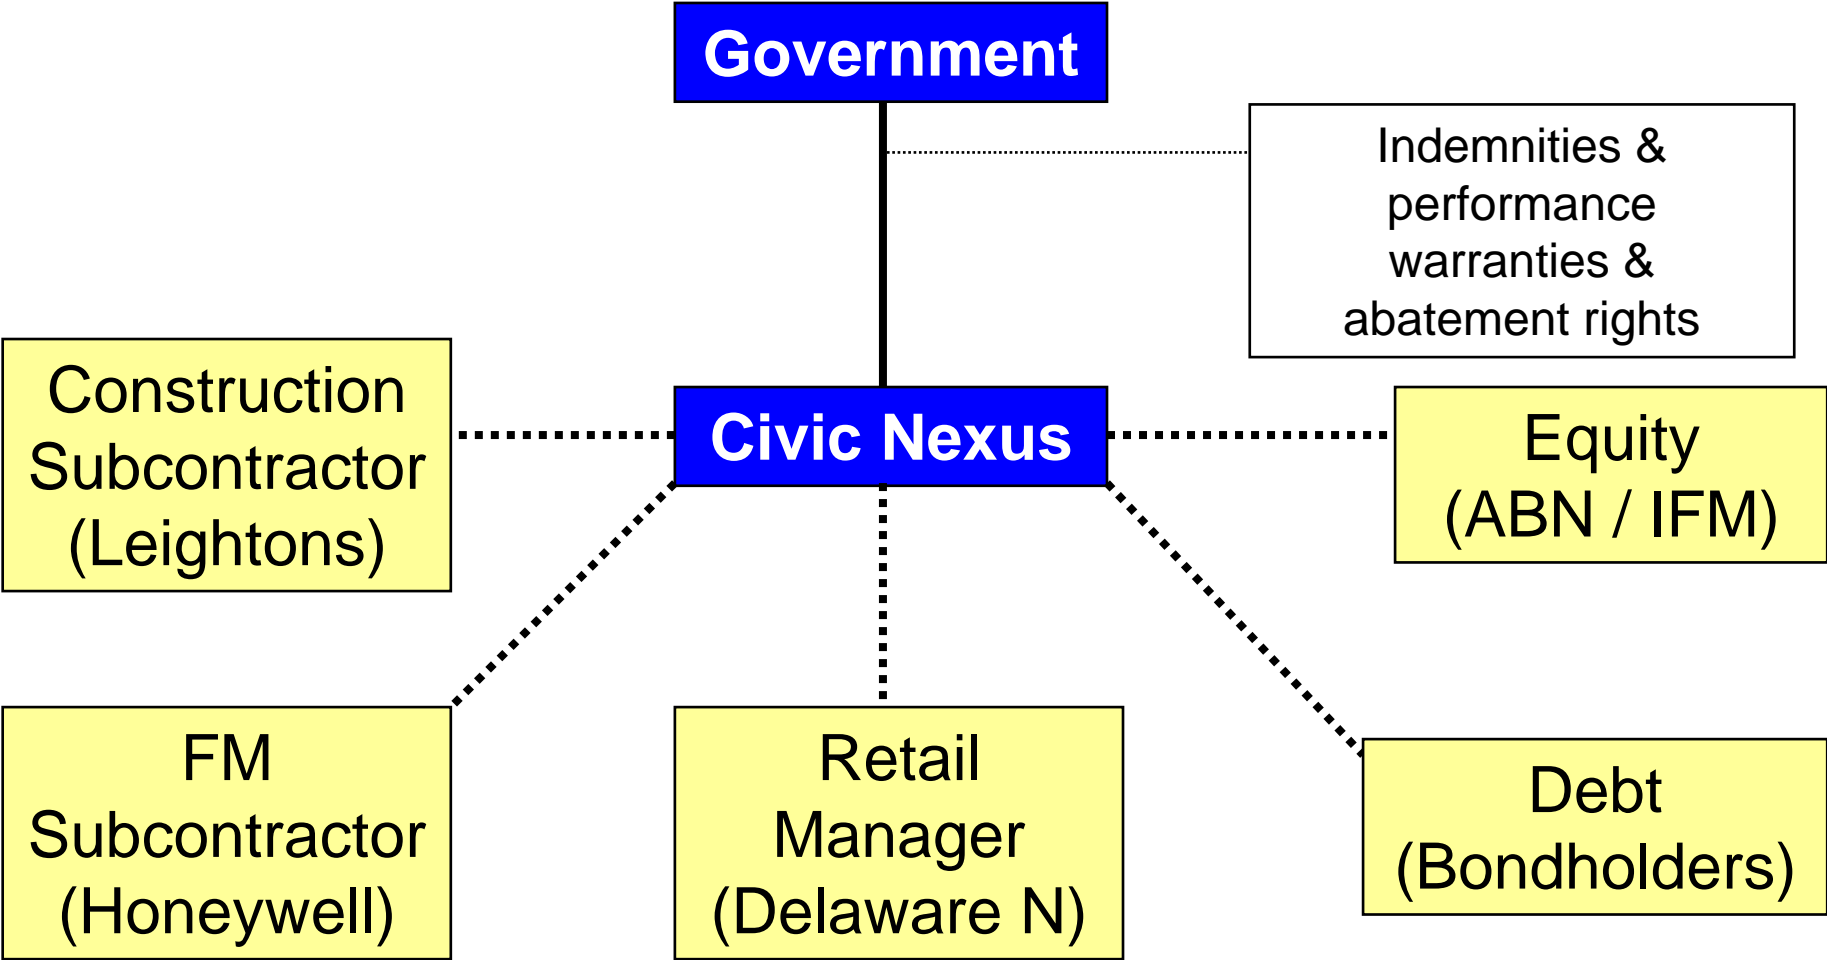 Government
Indemnities &
performance
warranties &
abatement rights
Construction
Subcontractor
(Leightons)
Civic Nexus
Equity
(ABN / IFM)
FM
Subcontractor
(Honeywell)
Retail
Manager
(Delaware N)
Debt
(Bondholders)